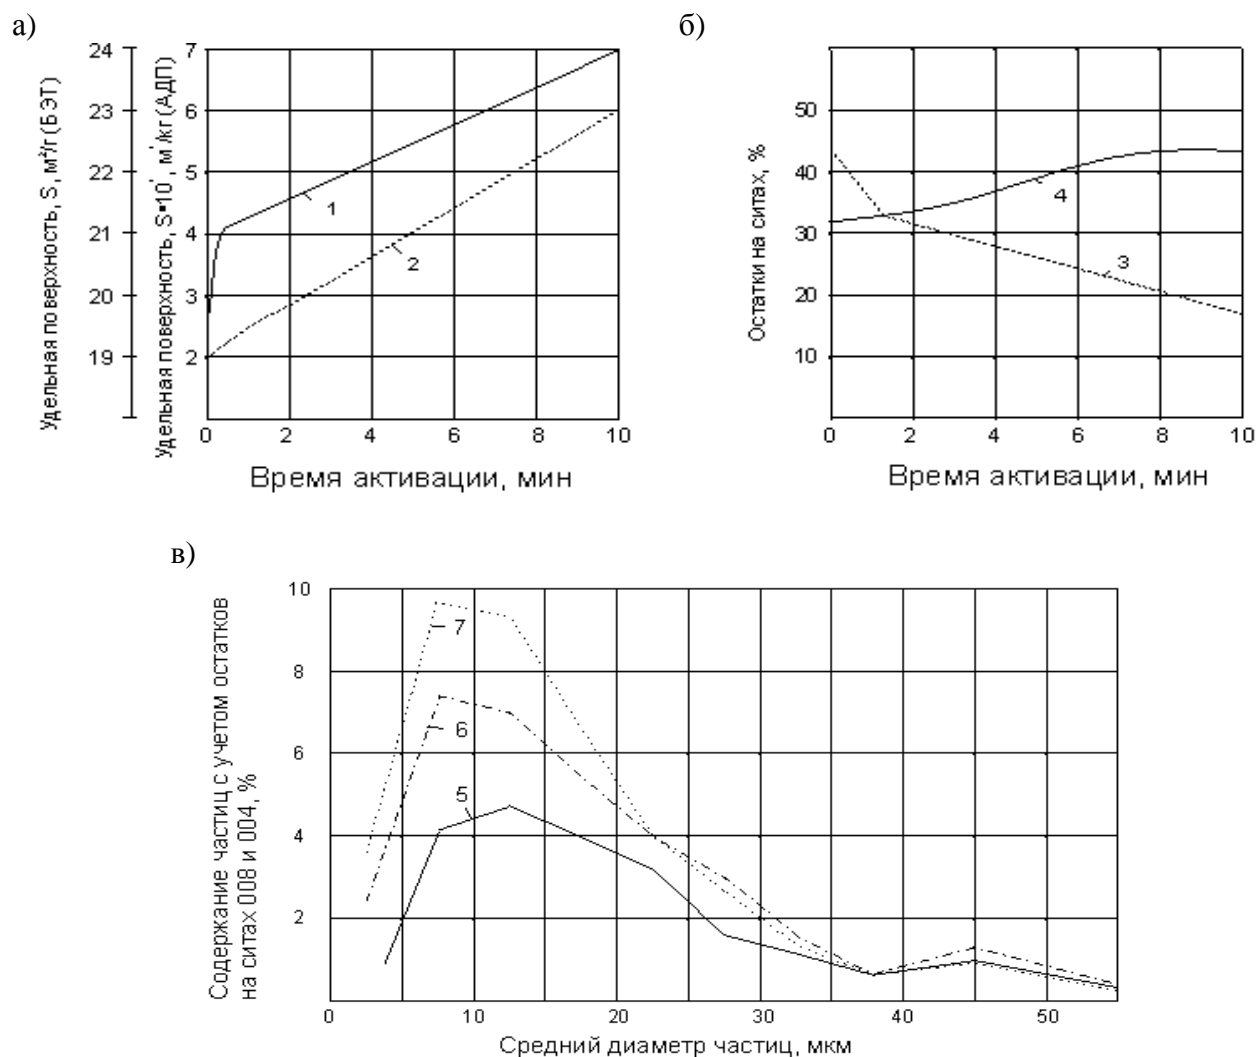 а)
Удельная поверхность, S, м²/г (БЭТ)
24
23
22
21
20
19
Удельная поверхность, S•10', м'/кг (АДП)
7
6
5
4
3
2
1
2
0 2 4 6 8 10
Время активации, мин
б)
Остатки на ситах, %
50
40
30
20
10
4
3
0 2 4 6 8 10
Время активации, мин
в)
Содержание частиц с учетом остатков
на ситах 008 и 004, %
10
8
6
4
2
7
6
5
0 10 20 30 40 50
Средний диаметр частиц, мкм